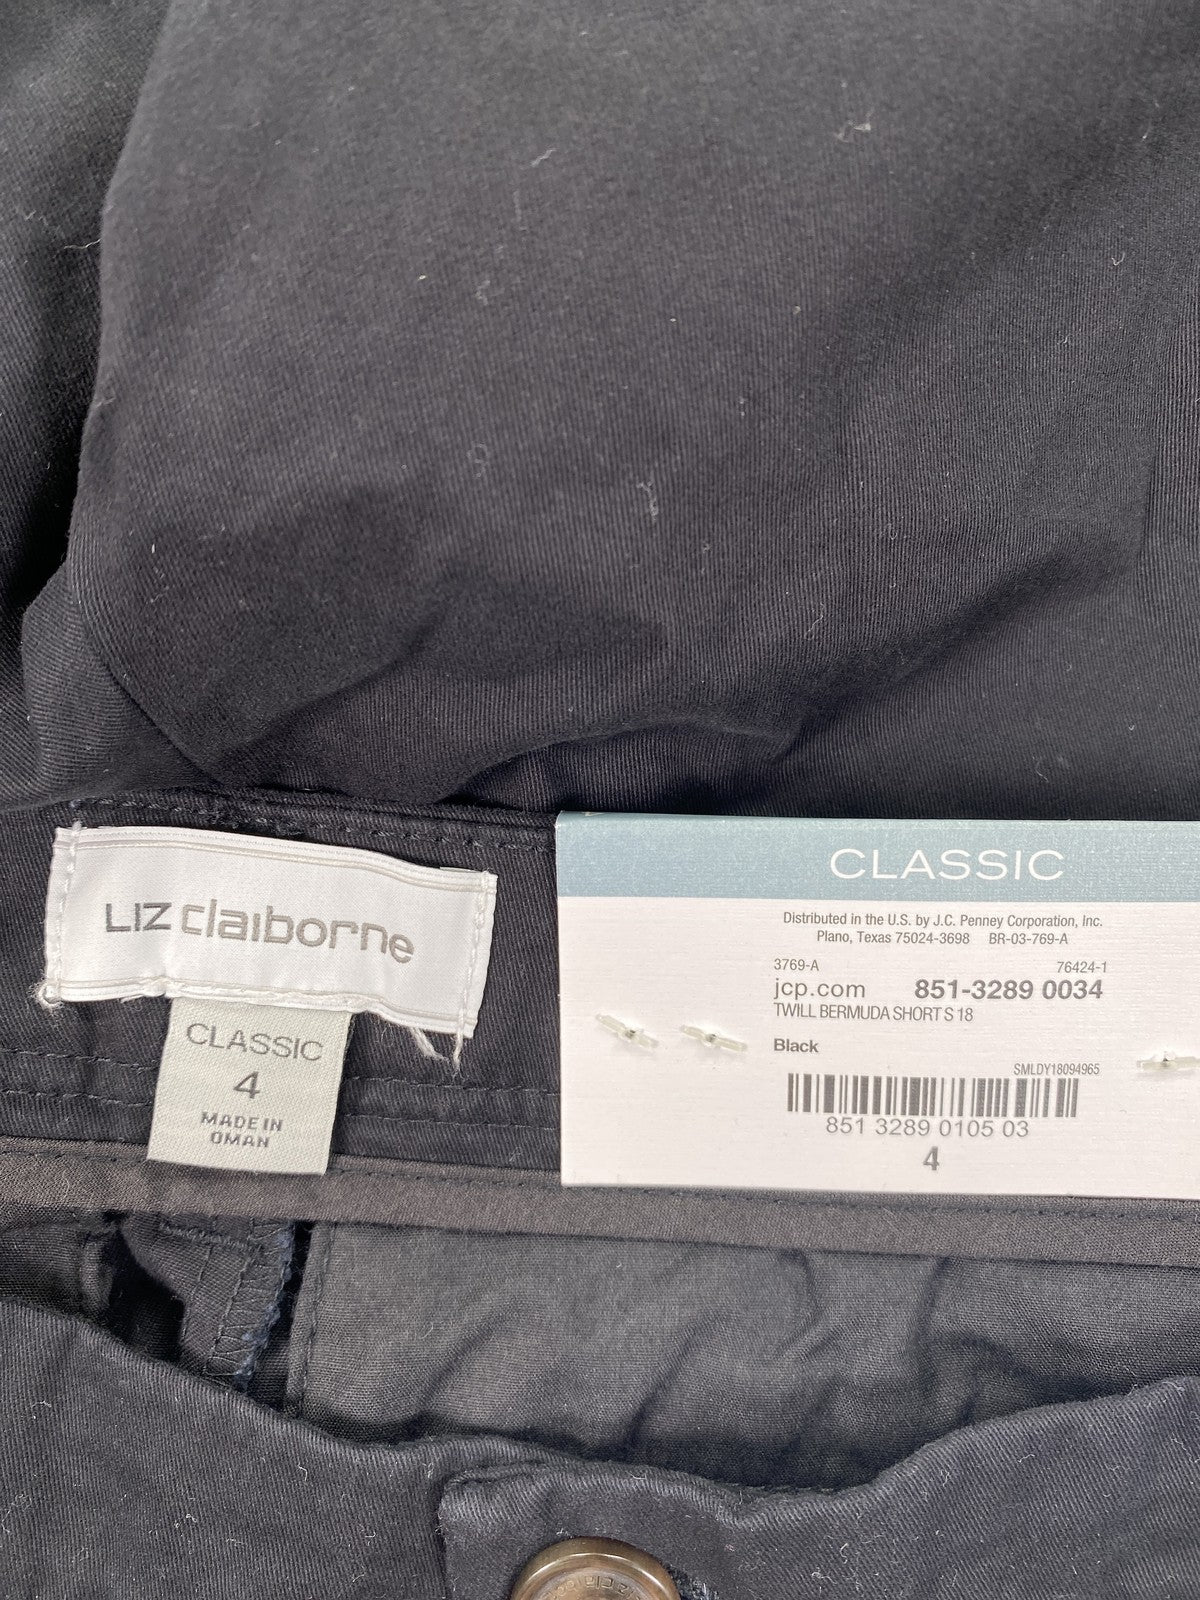 LIZ claiborne
CLASSIC
4
MADE IN
OMAN
CLASSIC
Distributed in the U.S. by J.C. Penney Corporation, Inc.
Plano, Texas 75024-3698 BR-03-769-A
3769-A 76424-1
jcp.com 851-3289 0034
TWILL BERMUDA SHORT S 18
Black
SMLDY18094965
851 3289 0105 03
4